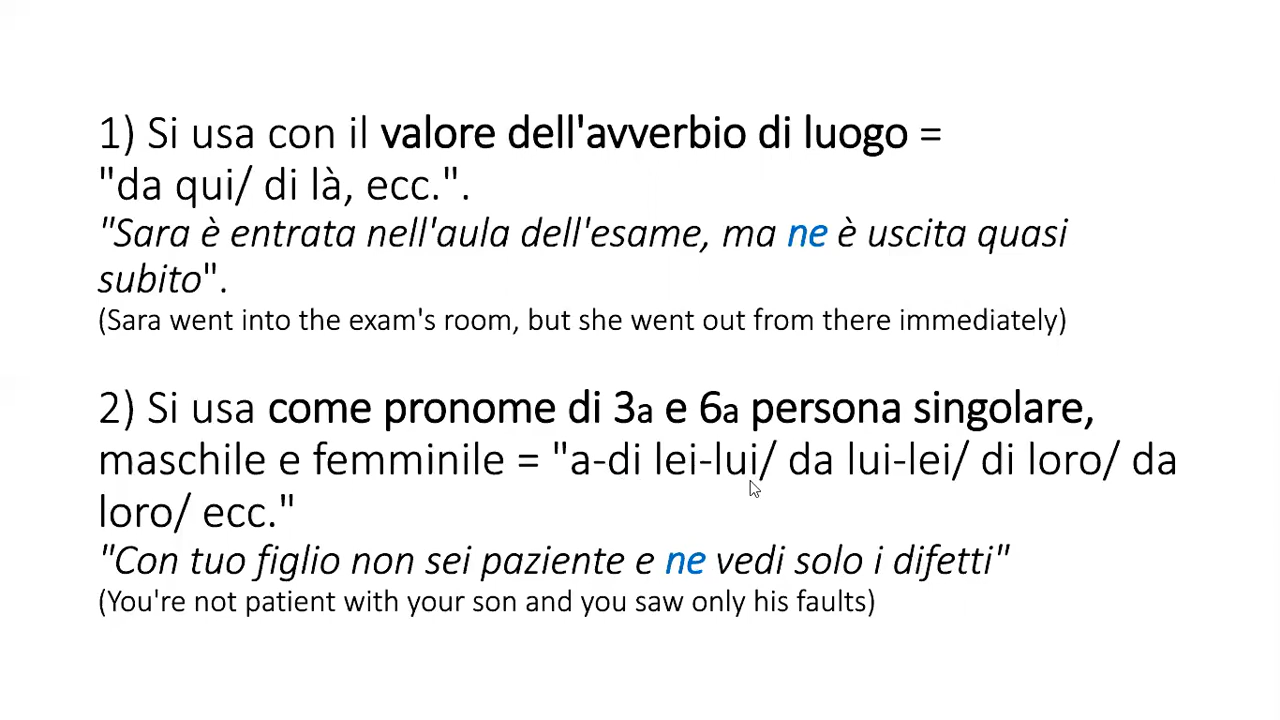 1) Si usa con il valore dell'avverbio di luogo =
"da qui/ di là, ecc.".
"Sara è entrata nell'aula dell'esame, ma ne è uscita quasi
subito".
(Sara went into the exam's room, but she went out from there immediately)
2) Si usa come pronome di 3a e 6a persona singolare,
maschile e femminile = "a-di lei-lui/ da lui-lei/ di loro/ da
loro/ ecc."
"Con tuo figlio non sei paziente e ne vedi solo i difetti"
(You're not patient with your son and you saw only his faults)